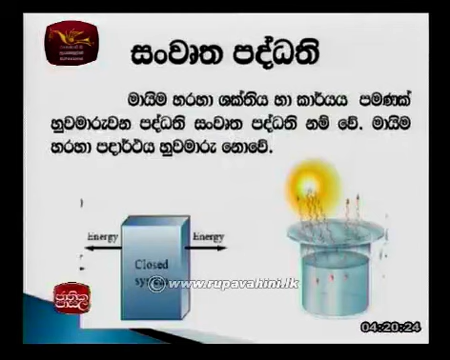 සංවෘත පද්ධති
මායිම හරහා ශක්තිය හා කාර්යය පමණක්
හුවමාරුවන පද්ධති සංවෘත පද්ධති නම් වේ. මායිම
හරහා පදාර්ථය හුවමාරු නොවේ.
Energy Energy
Closed
system
©www.rupavahini.lk
ජාතික
පාසල
04:20:24